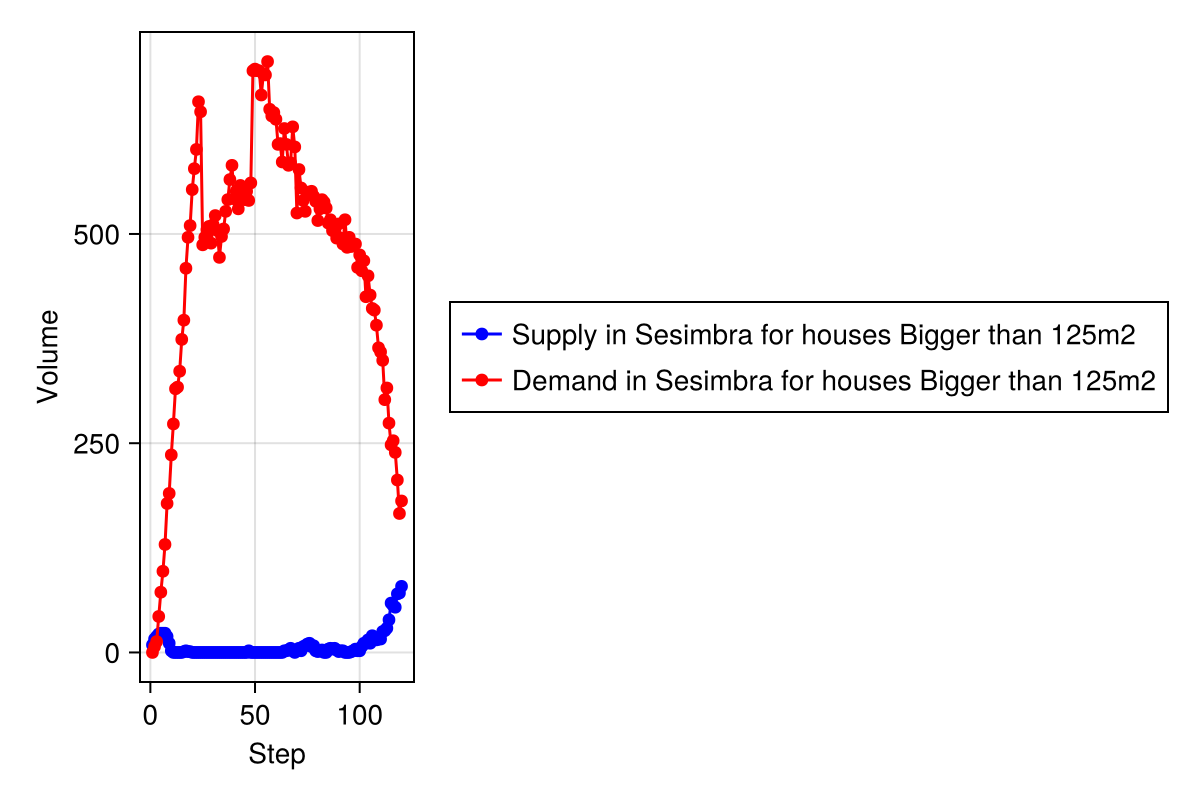 Volume
500
250
0
0 50 100
Step
Supply in Sesimbra for houses Bigger than 125m2
Demand in Sesimbra for houses Bigger than 125m2